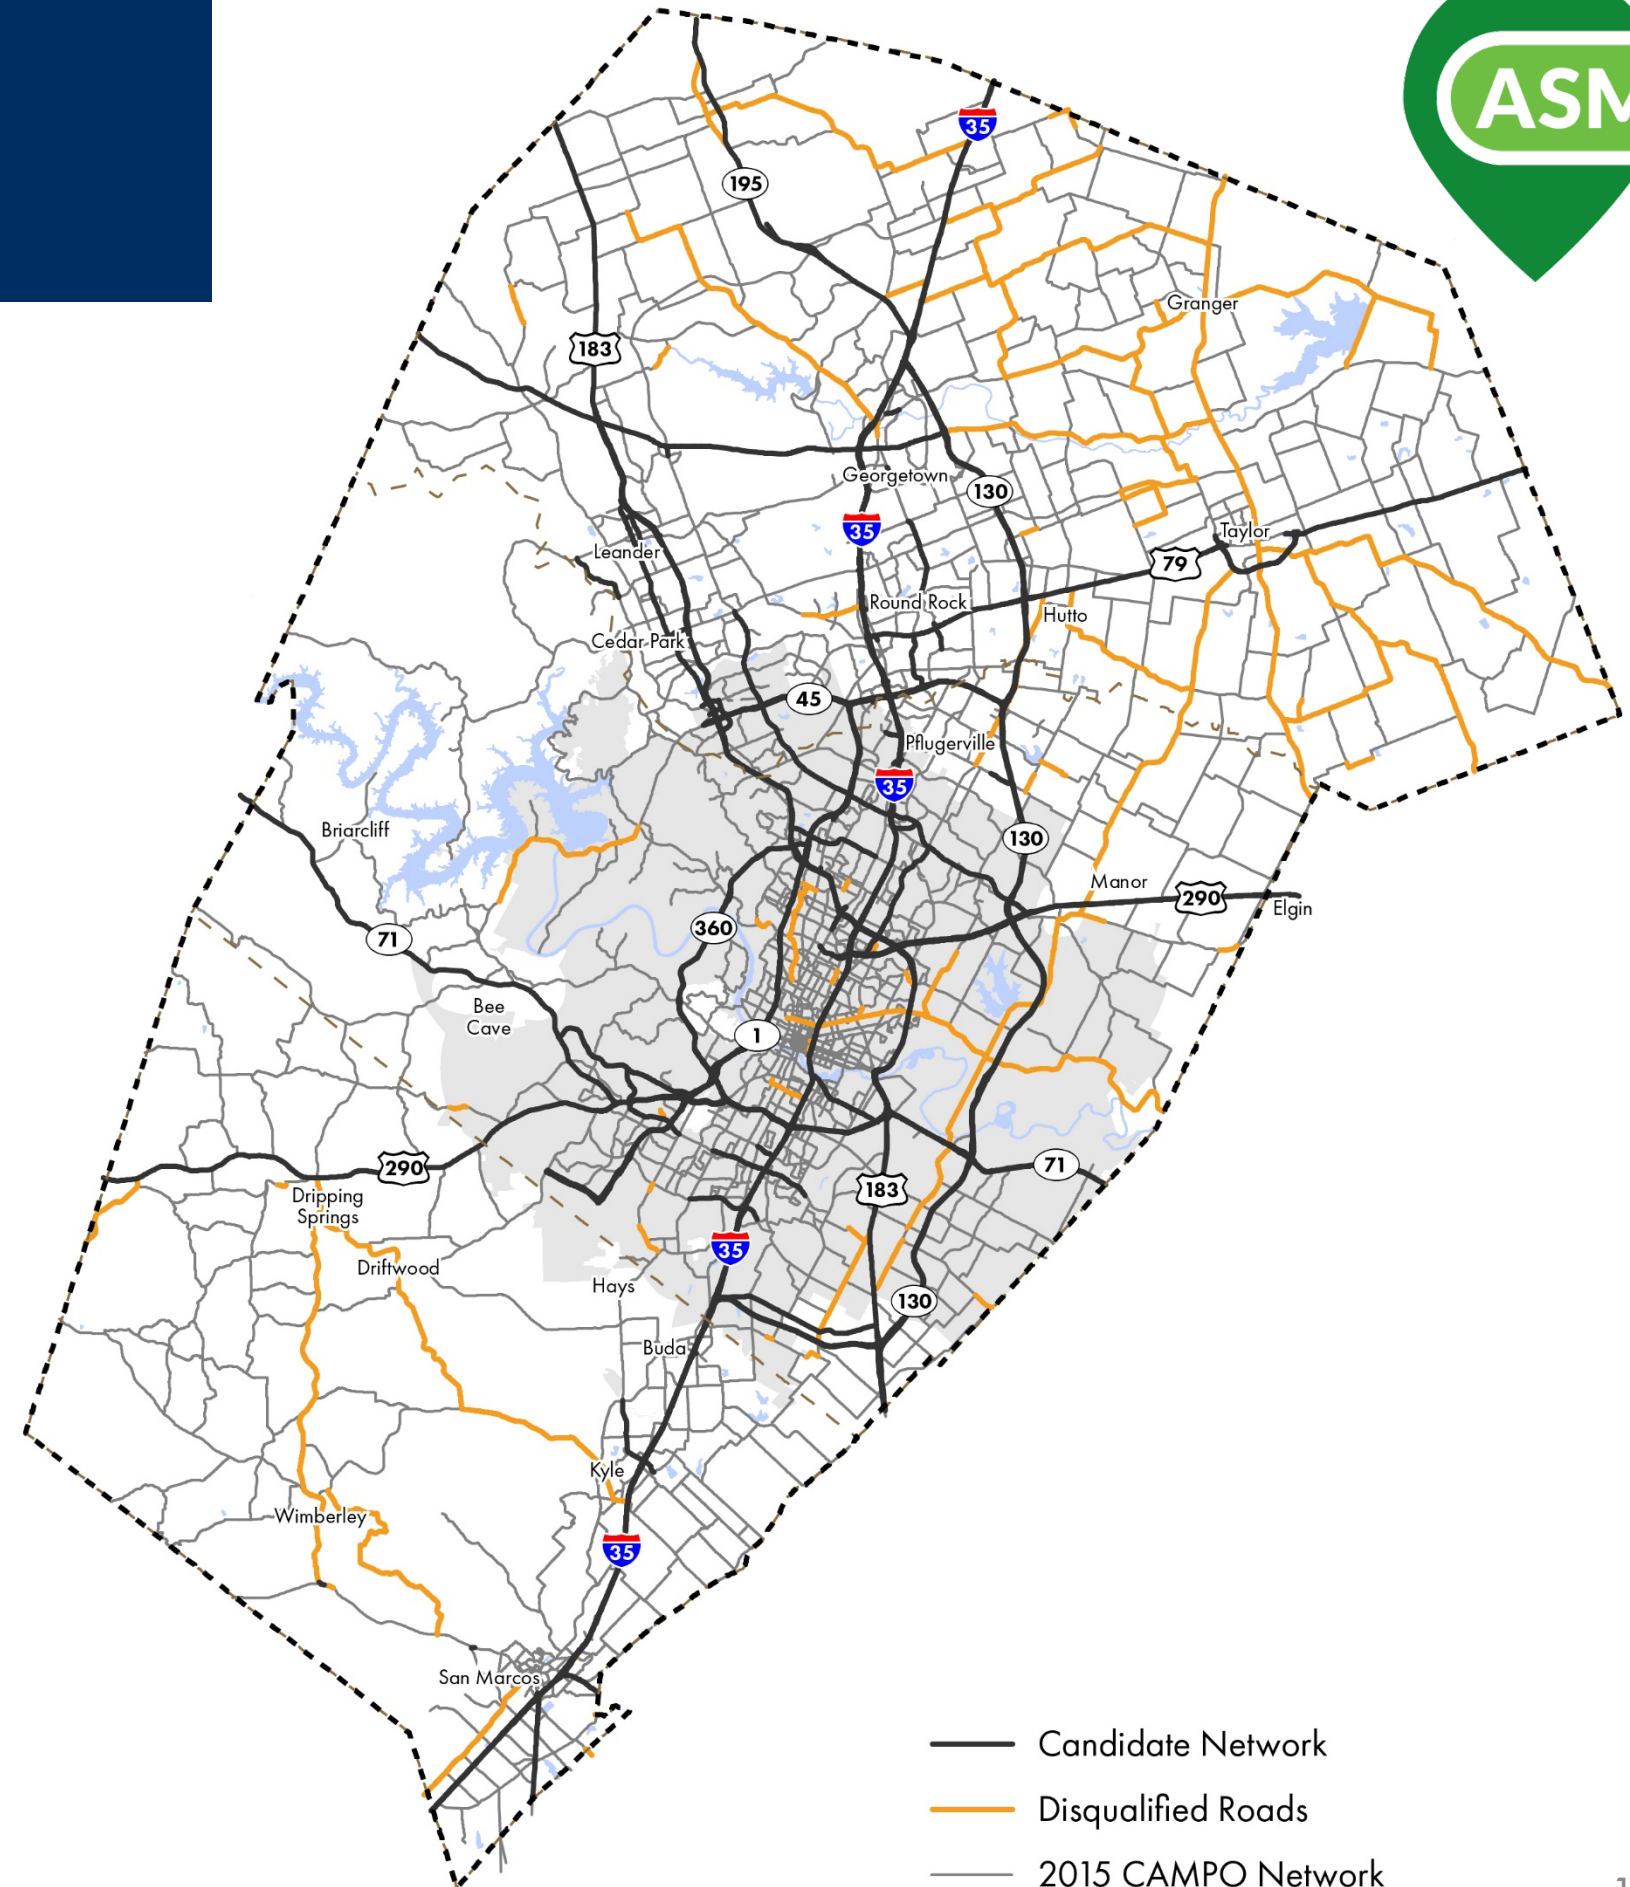 ASM
35
195
Granger
183
Georgetown
130
35
Taylor
Leander
79
Round Rock
Hutto
Cedar Park
45
Pflugerville
35
Briarcliff
130
Manor
290
Elgin
360
71
Bee
Cave
1
71
290
183
Dripping
Springs
35
Driftwood
Hays
130
Buda
Kyle
Wimberley
35
San Marcos
Candidate Network
Disqualified Roads
2015 CAMPO Network